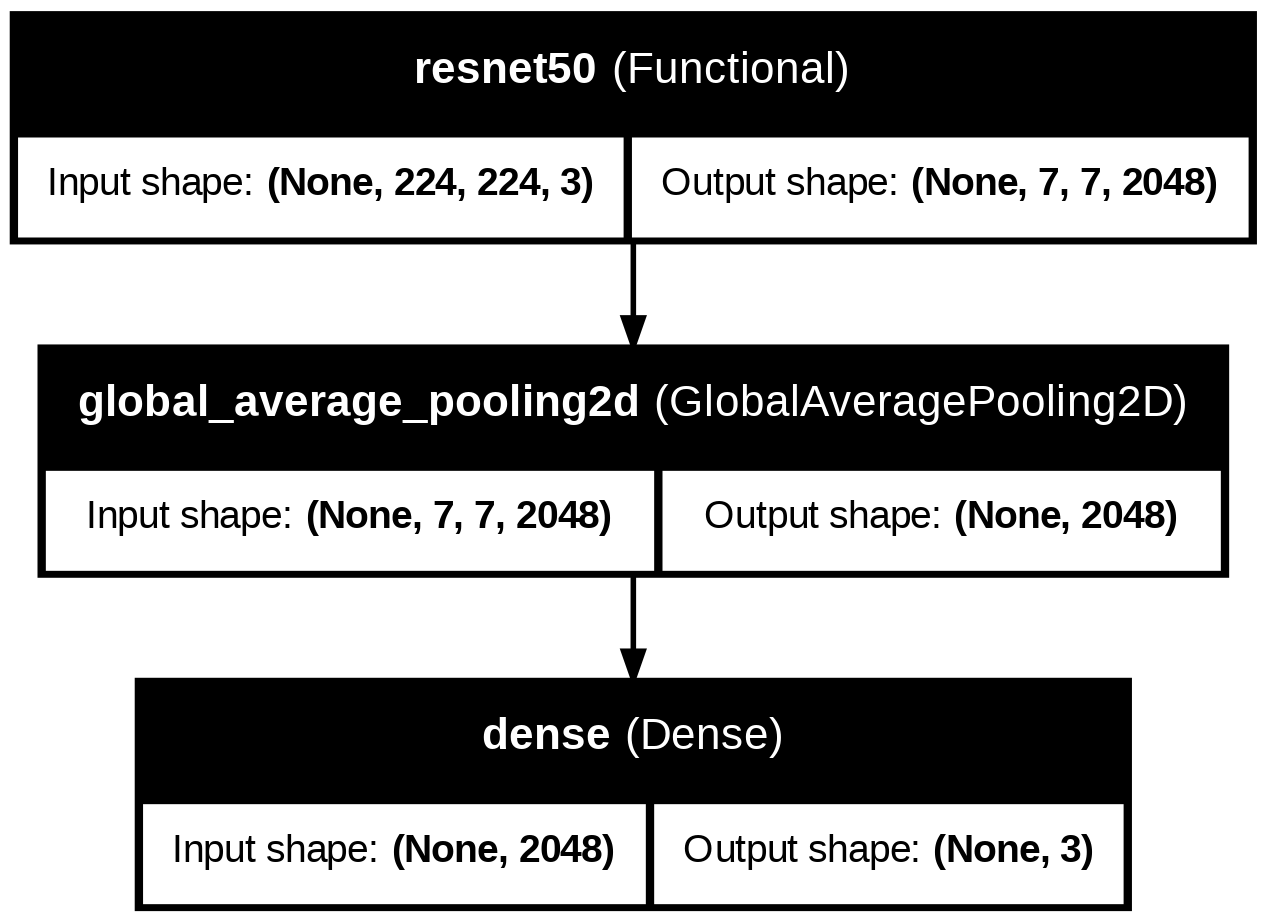 resnet50 (Functional)
Input shape: (None, 224, 224, 3) Output shape: (None, 7, 7, 2048)
global_average_pooling2d (GlobalAveragePooling2D)
Input shape: (None, 7, 7, 2048) Output shape: (None, 2048)
dense (Dense)
Input shape: (None, 2048) Output shape: (None, 3)